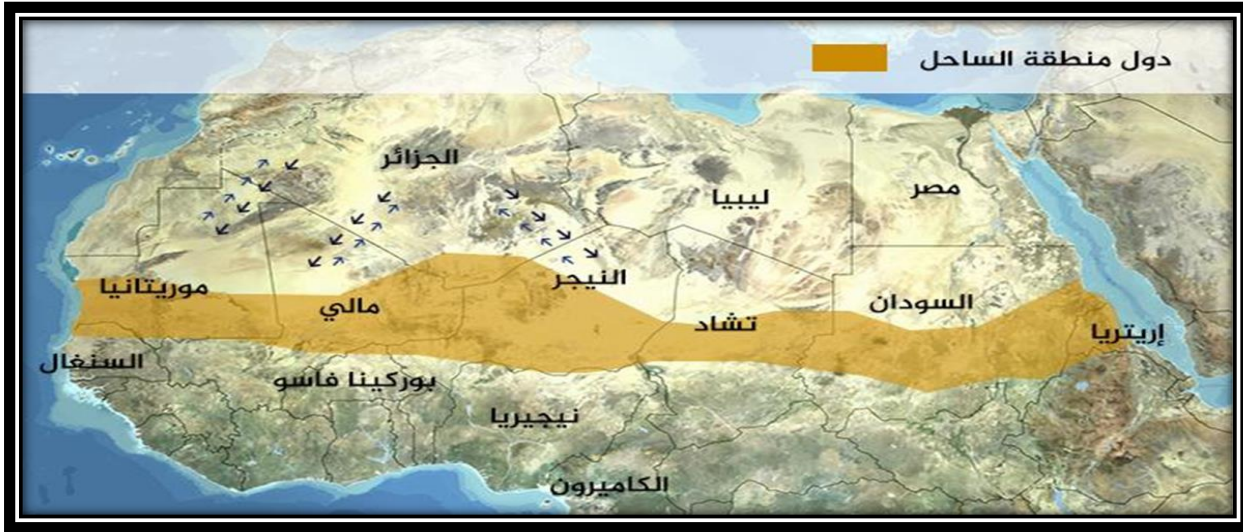 دول منطقة الساحل
الجزائر
ليبيا
مصر
موريتانيا
مالي
النيجر
تشاد
السودان
إريتريا
السنغال
بوركينا فاسو
نيجيريا
الكاميرون